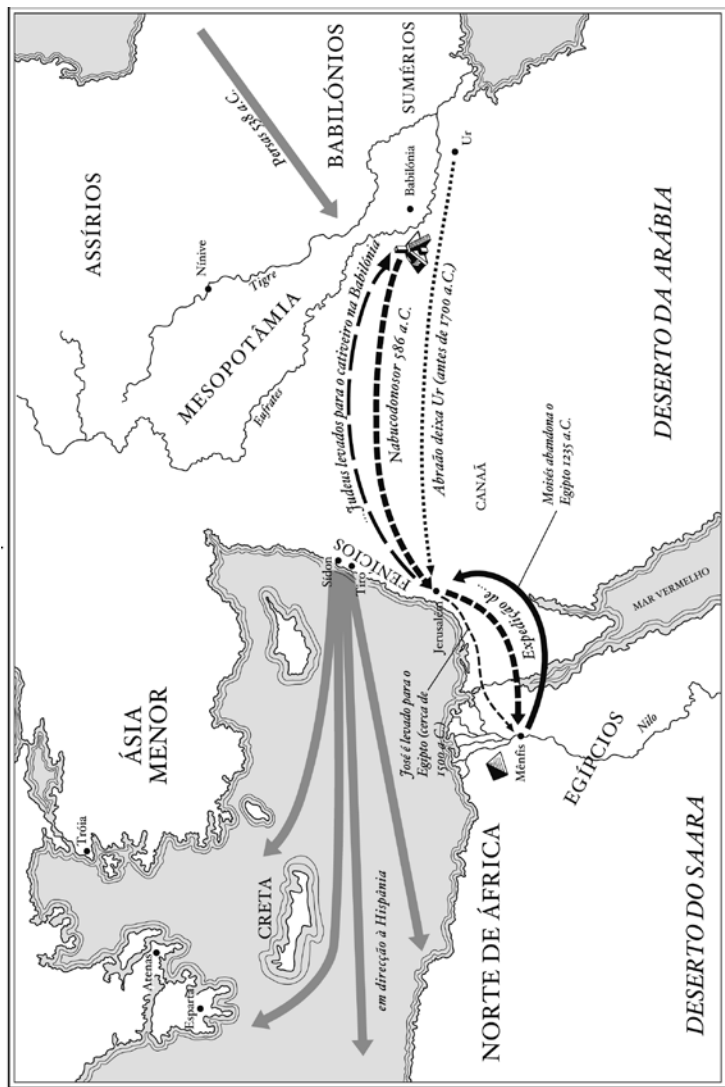 Tróia
ÁSIA
MENOR
Atenas
Esparta
CRETA
em direcção à Hispânia
NORTE DE ÁFRICA
DESERTO DO SAARA
Sídon
Tiro
FENÍCIOS
Jerusalém
José é levado para o
Egipto (cerca de
1500 a.C.)
Mênfis
EGÍPCIOS
Nilo
Expedição de...
MAR VERMELHO
Moisés abandona o
Egipto 1235 a.C.
CANAÃ
...Judeus levados para o cativeiro na Babilónia
Nabucodonosor 586 a.C.
Abraão deixa Ur (antes de 1700 a.C.)
ASSÍRIOS
Nínive
Tigre
MESOPOTÂMIA
Eufrates
Persas 538 a.C.
BABILÓNIOS
SUMÉRIOS
Babilónia
Ur
DESERTO DA ARÁBIA